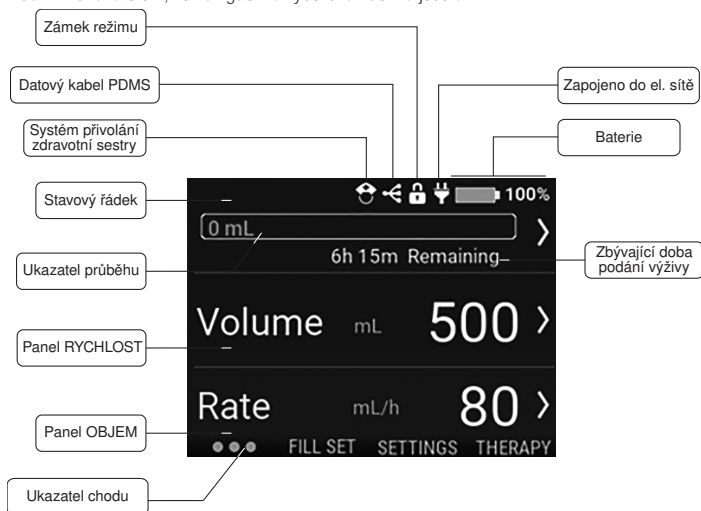 Zámek režimu
Datový kabel PDMS
Zapojeno do el. sítě
Systém přivolání
zdravotní sestry
Baterie
Stavový řádek
100%
0 mL
6h 15m Remaining
Zbývající doba
podání výživy
Ukazatel průběhu
Volume mL 500
Panel RYCHLOST
Rate mL/h 80
Panel OBJEM
FILL SET SETTINGS THERAPY
Ukazatel chodu